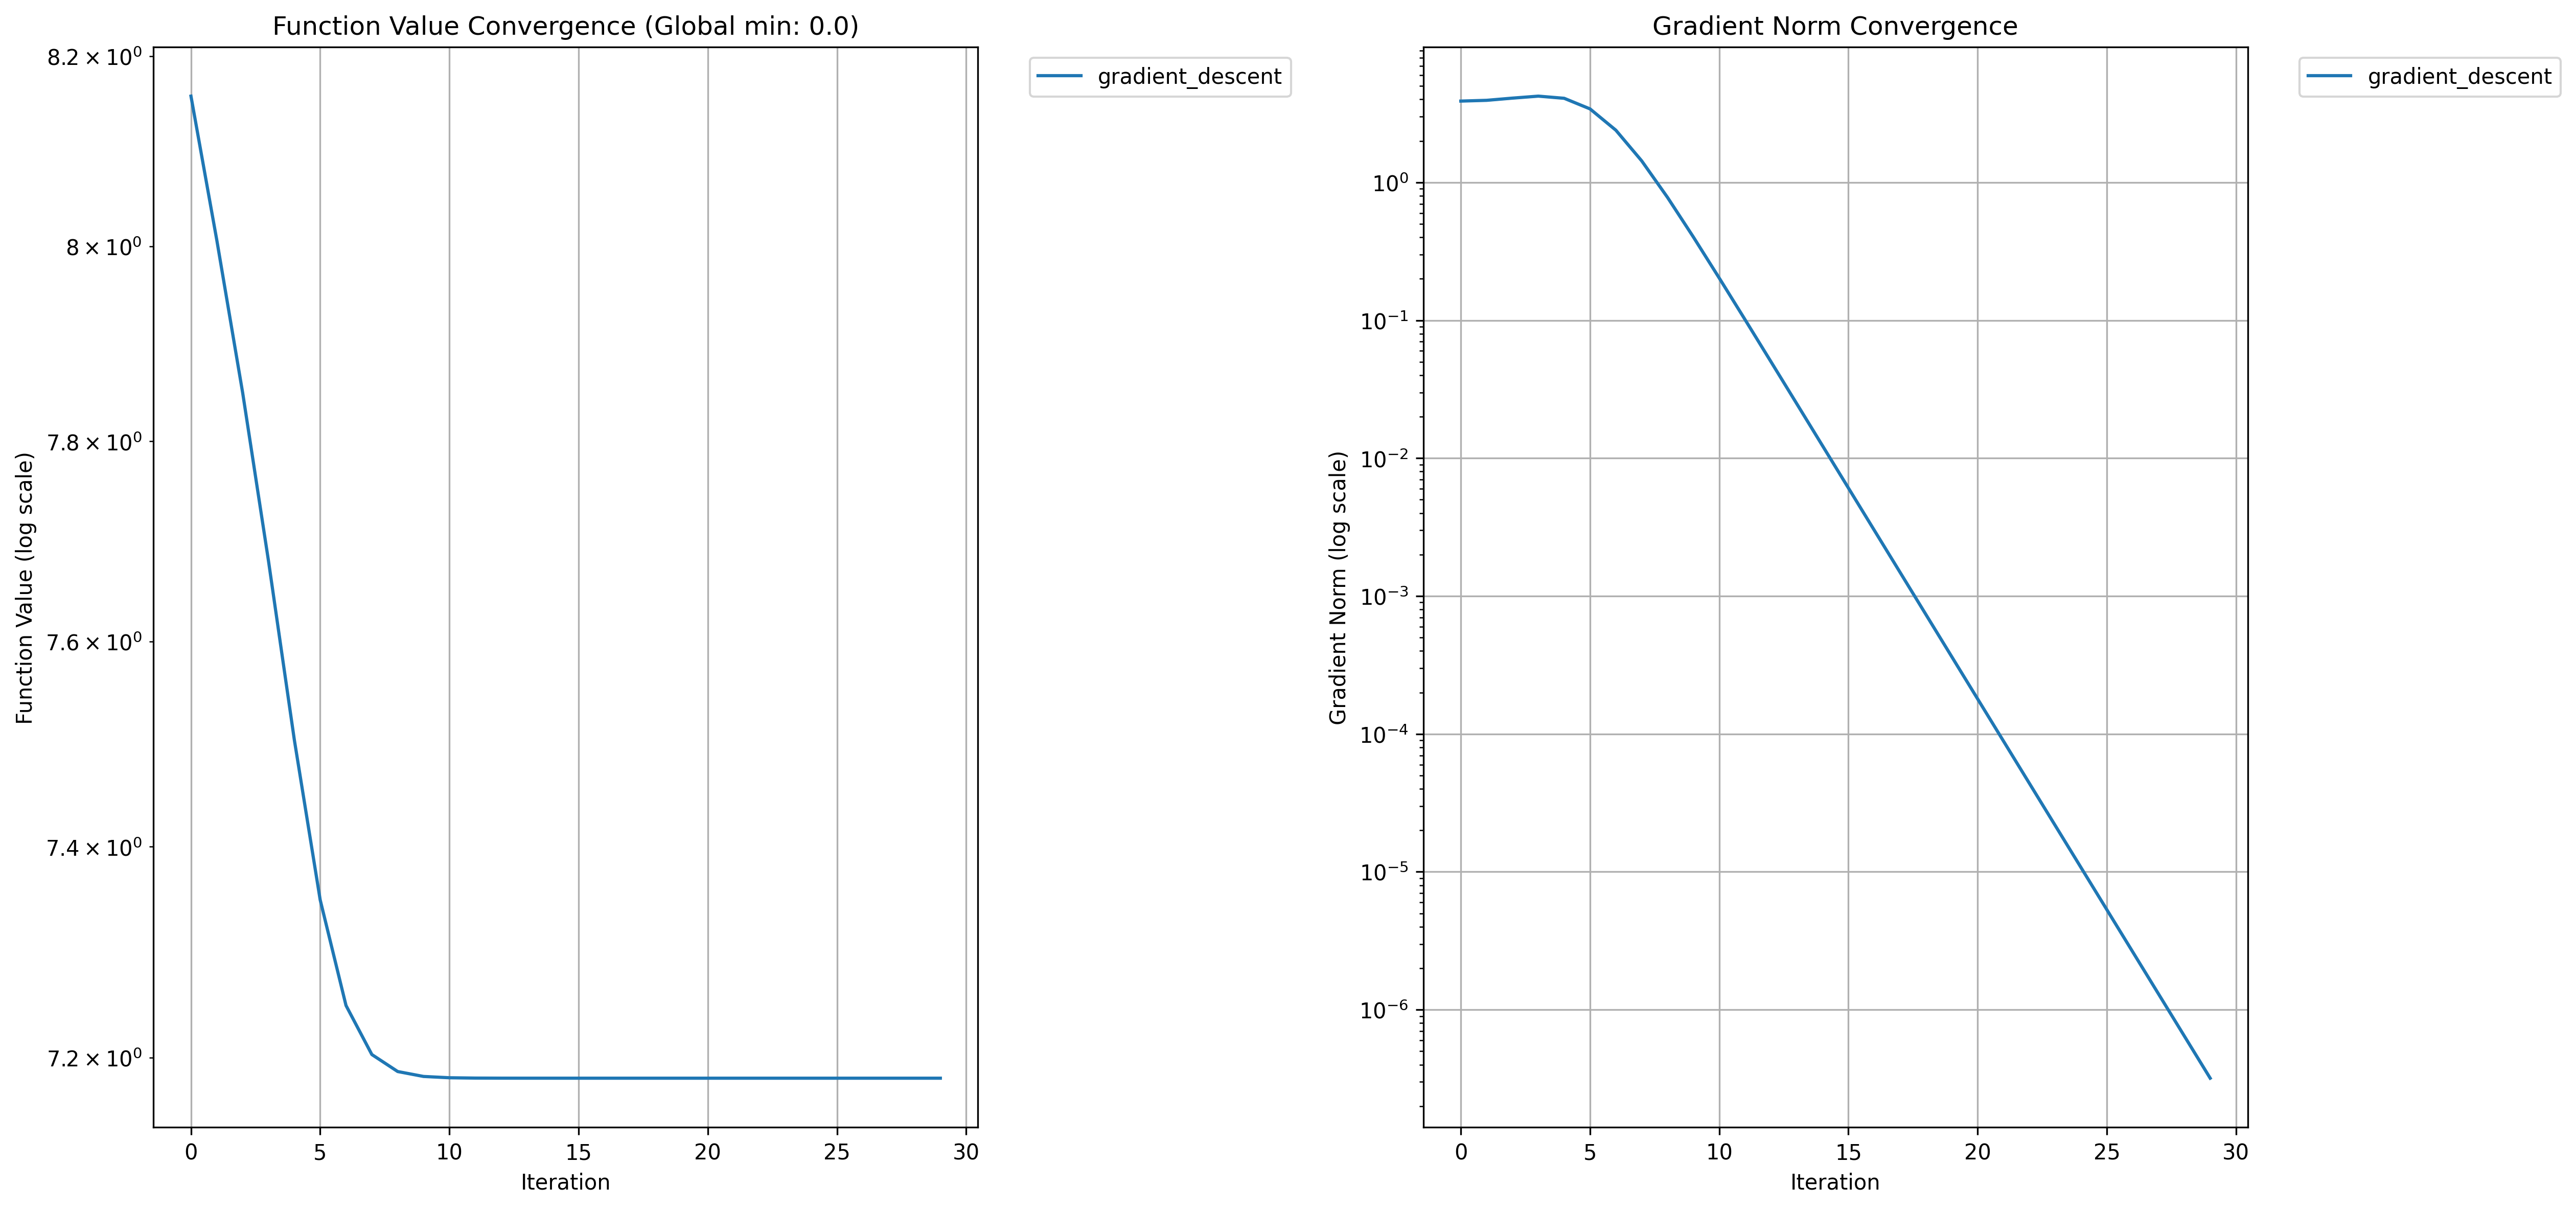 Function Value Convergence (Global min: 0.0)
8.2 × 10⁰
8 × 10⁰
7.8 × 10⁰
7.6 × 10⁰
7.4 × 10⁰
7.2 × 10⁰
Function Value (log scale)
0 5 10 15 20 25 30
Iteration
gradient_descent
Gradient Norm Convergence
10⁰
10⁻¹
10⁻²
10⁻³
10⁻⁴
10⁻⁵
10⁻⁶
Gradient Norm (log scale)
0 5 10 15 20 25 30
Iteration
gradient_descent